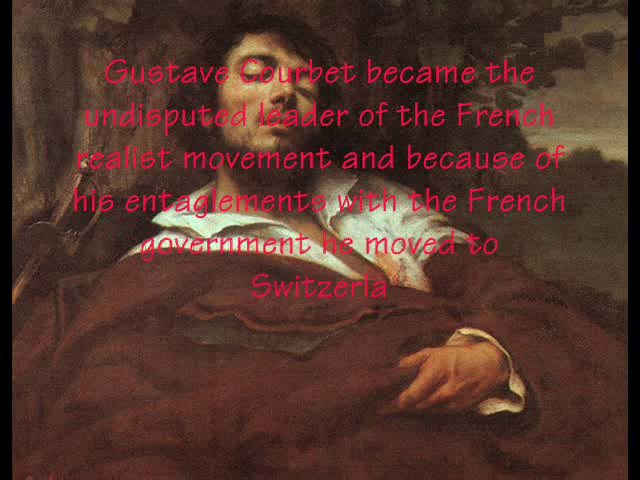 Gustave Courbet became the
undisputed leader of the French
realist movement and because of
his entaglements with the French
government he moved to
Switzerla